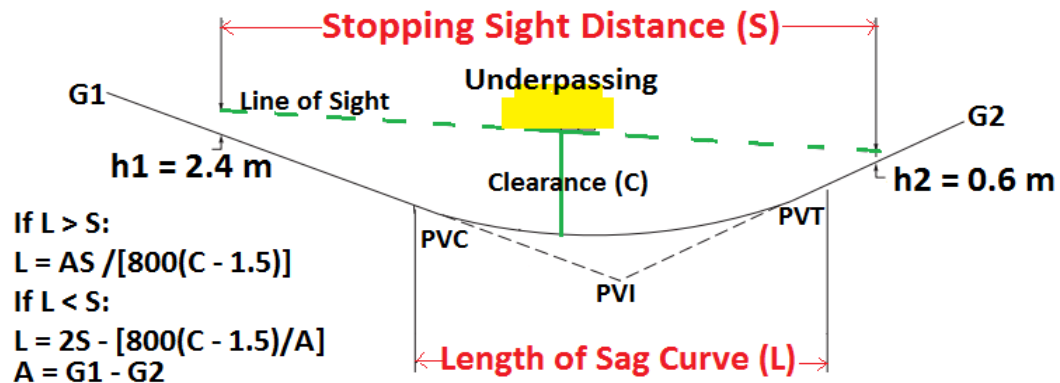 Stopping Sight Distance (S)
Underpassing
G1
Line of Sight
G2
h1 = 2.4 m
Clearance (C)
h2 = 0.6 m
PVC
PVT
PVI
If L > S:
L = AS /[800(C - 1.5)]
If L < S:
L = 2S - [800(C - 1.5)/A]
A = G1 - G2
Length of Sag Curve (L)